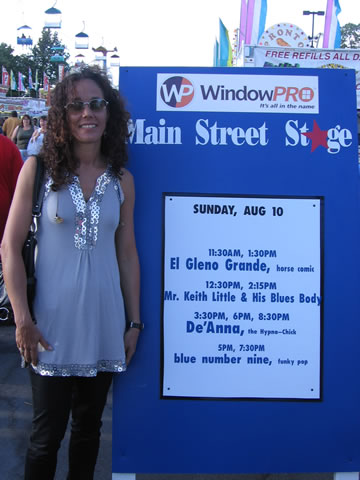 RONTO
FREE REFILLS ALL D
WP WindowPRO
It's all in the name
Main Street Stage
SUNDAY, AUG 10
11:30AM, 1:30PM
El Gleno Grande, horse comic
12:30PM, 2:15PM
Mr. Keith Little & His Blues Body
3:30PM, 6PM, 8:30PM
De'Anna, the Hypno-Chick
5PM, 7:30PM
blue number nine, funky pop